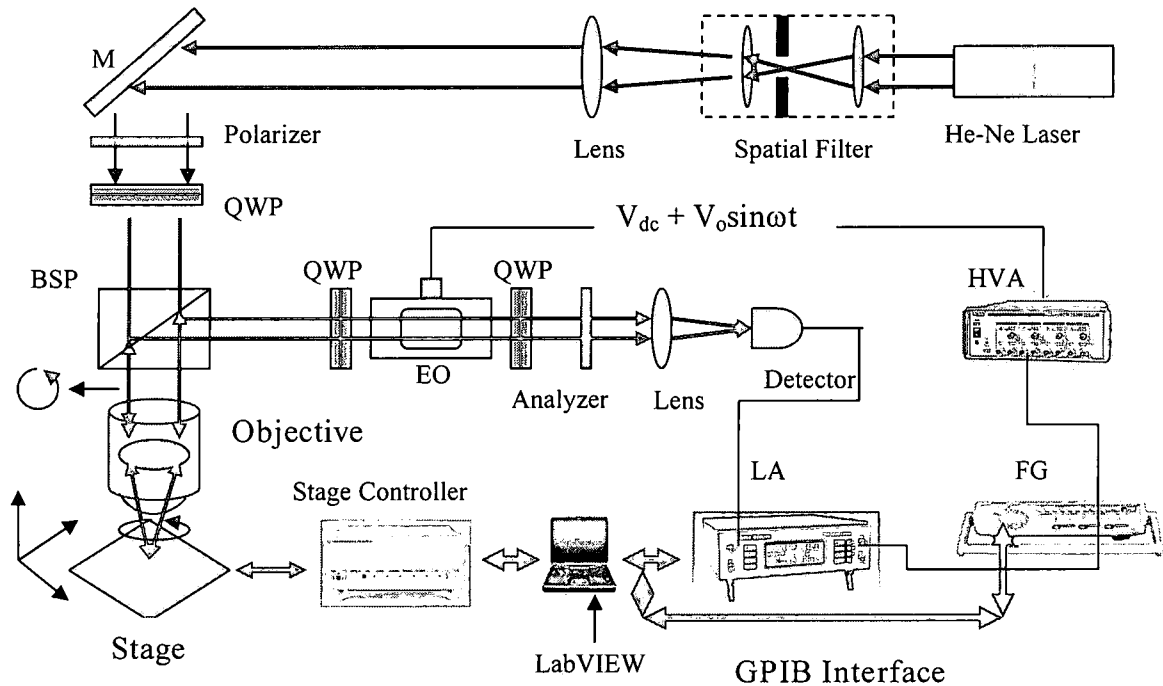 M
Polarizer
Lens
Spatial Filter
He-Ne Laser
QWP
V_dc + V_o sinωt
BSP
QWP
QWP
HVA
EO
Analyzer
Lens
Detector
Objective
LA
FG
Stage Controller
Stage
LabVIEW
GPIB Interface